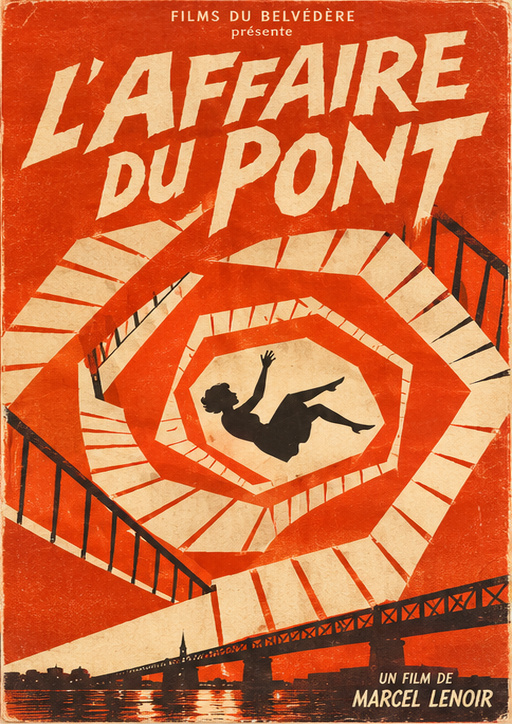 FILMS DU BELVÉDÈRE
présente
L'AFFAIRE
DU PONT
UN FILM DE
MARCEL LENOIR